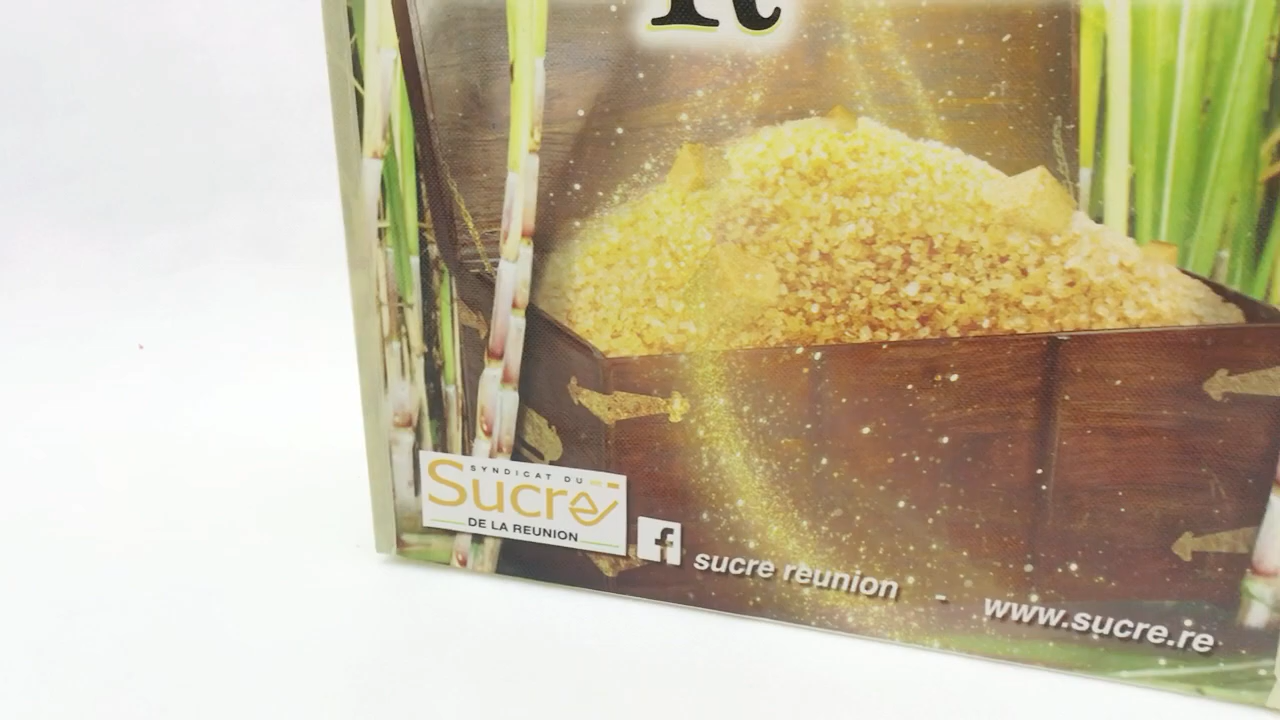 SYNDICAT DU
Sucre
DE LA REUNION
f
sucre reunion - www.sucre.re